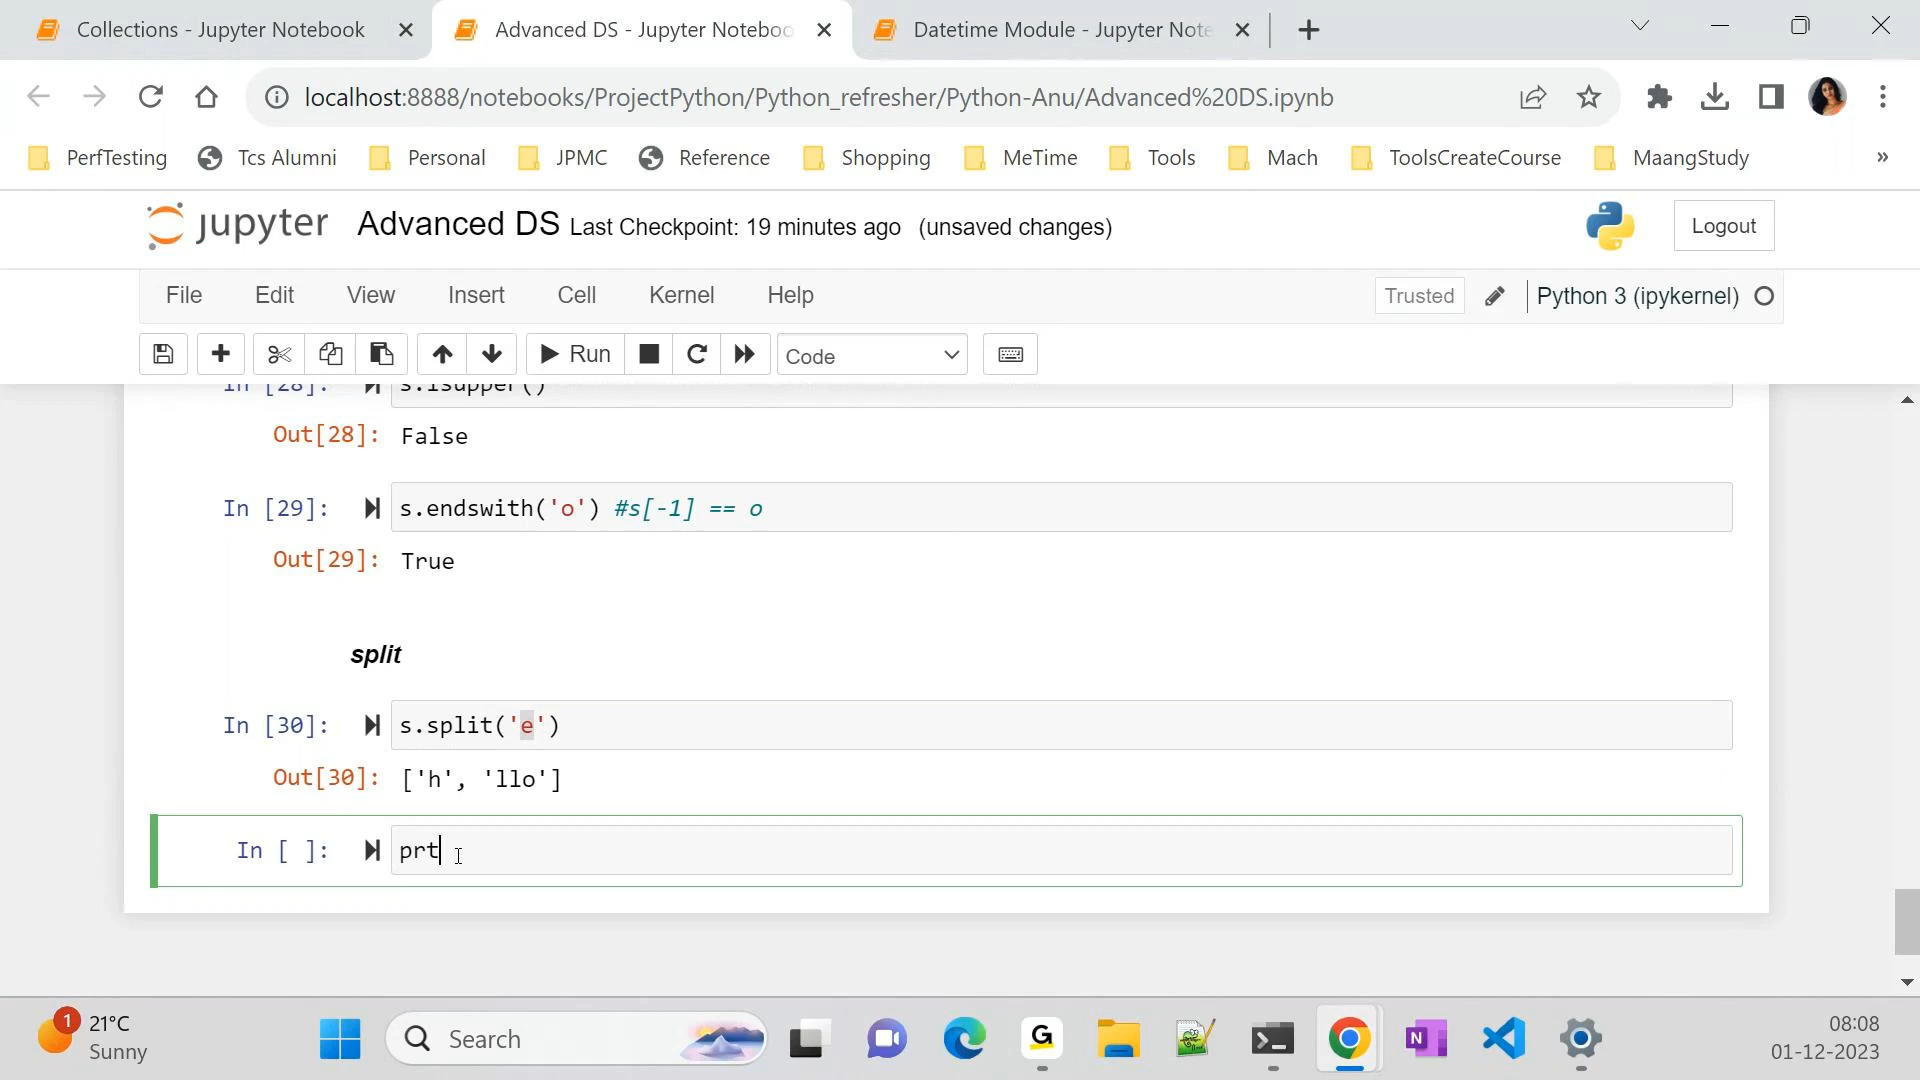 Collections - Jupyter Notebook
Advanced DS - Jupyter Noteboo
Datetime Module - Jupyter Note
localhost:8888/notebooks/ProjectPython/Python_refresher/Python-Anu/Advanced%20DS.ipynb
PerfTesting Tcs Alumni Personal JPMC Reference Shopping MeTime Tools Mach ToolsCreateCourse MaangStudy »
jupyter Advanced DS Last Checkpoint: 19 minutes ago (unsaved changes) Logout
File Edit View Insert Cell Kernel Help Trusted Python 3 (ipykernel)
Run Code
In [28]: s.isupper()
Out[28]: False
In [29]: s.endswith('o') #s[-1] == o
Out[29]: True
split
In [30]: s.split('e')
Out[30]: ['h', 'llo']
In [ ]: prt
1 21°C
Sunny
Search
G
N
08:08
01-12-2023